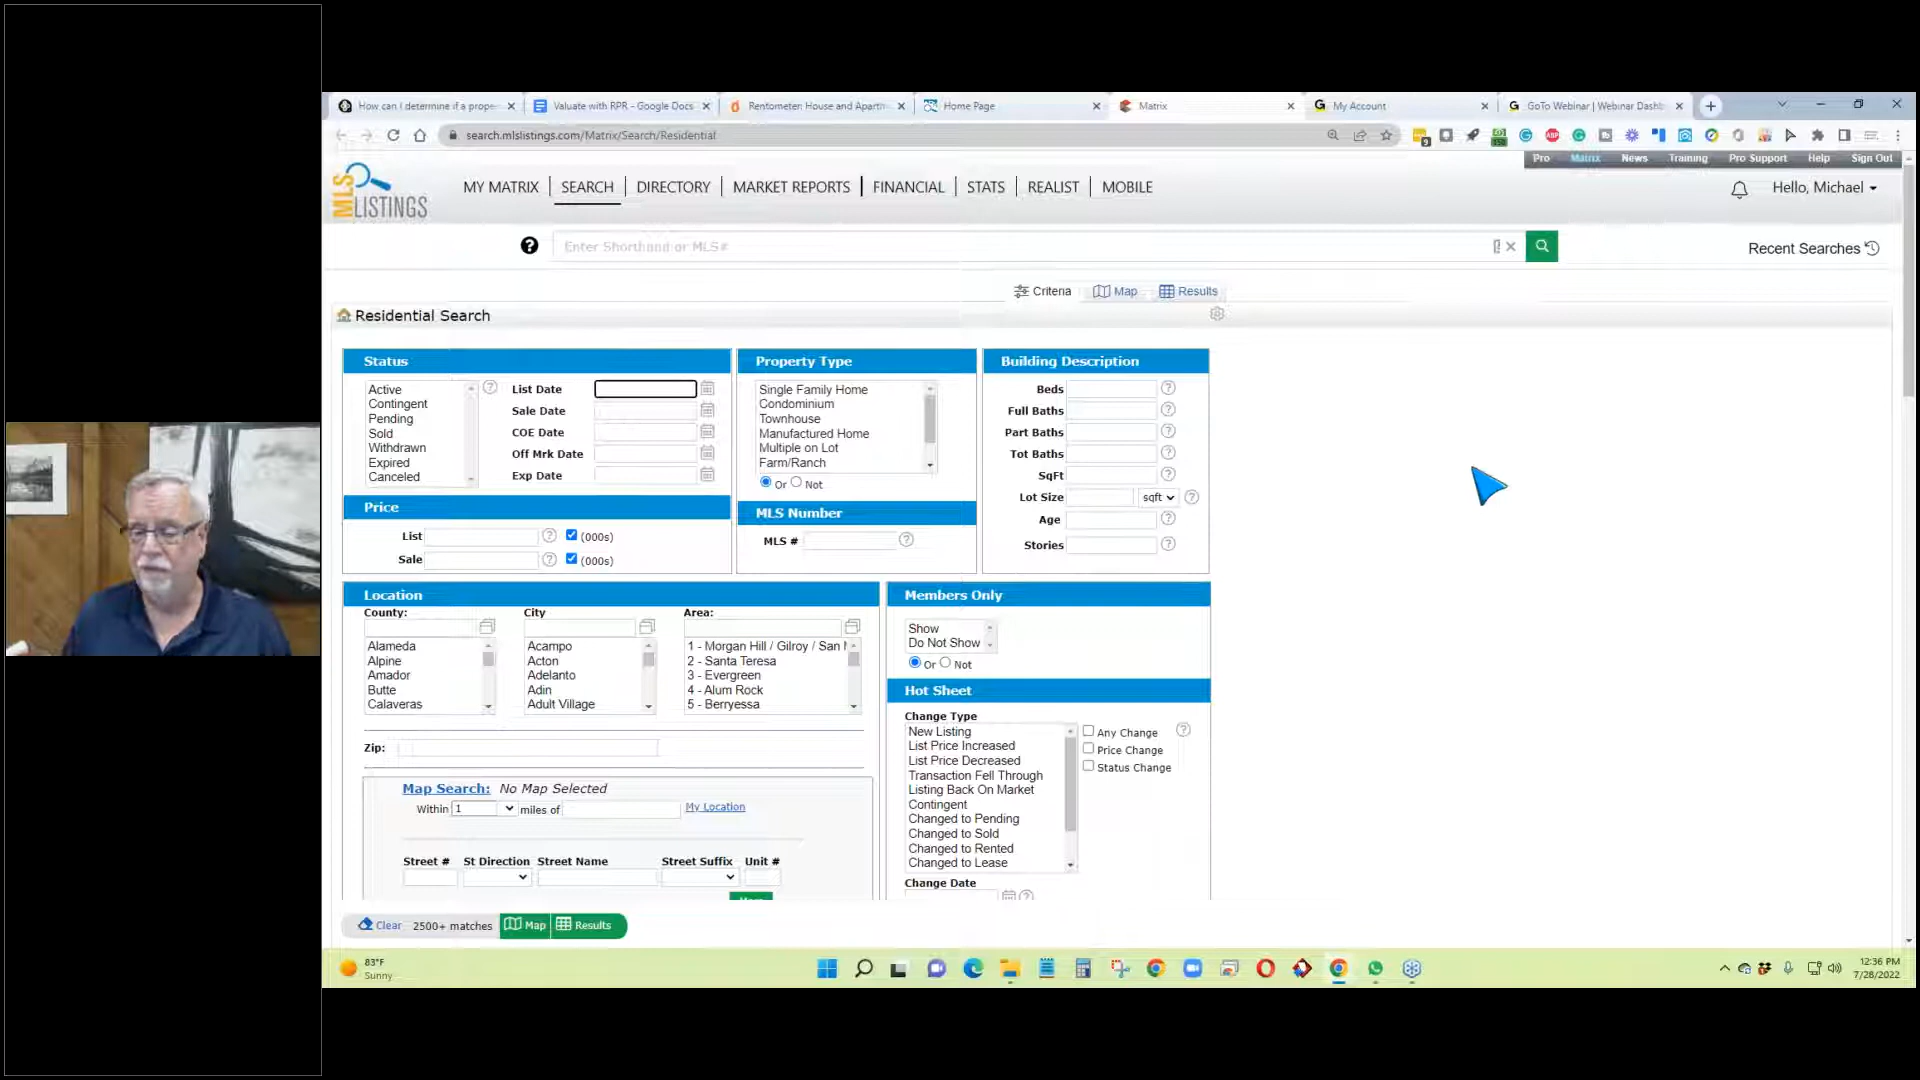 How can I determine if a prope
Valuate with RPR - Google Docs
Rentometer: House and Apartm
Home Page
Matrix
My Account
GoTo Webinar | Webinar Dashb
search.mlslistings.com/Matrix/Search/Residential
Pro Matrix News Training Pro Support Help Sign Out
MLS LISTINGS
MY MATRIX SEARCH DIRECTORY MARKET REPORTS FINANCIAL STATS REALIST MOBILE
Hello, Michael
Enter Shorthand or MLS#
Recent Searches
Criteria Map Results
Residential Search
Status
Active
Contingent
Pending
Sold
Withdrawn
Expired
Canceled
List Date
Sale Date
COE Date
Off Mrk Date
Exp Date
Price
List (000s)
Sale (000s)
Property Type
Single Family Home
Condominium
Townhouse
Manufactured Home
Multiple on Lot
Farm/Ranch
Or Not
MLS Number
MLS #
Building Description
Beds
Full Baths
Part Baths
Tot Baths
SqFt
Lot Size sqft
Age
Stories
Location
County:
Alameda
Alpine
Amador
Butte
Calaveras
City
Acampo
Acton
Adelanto
Adin
Adult Village
Area:
1 - Morgan Hill / Gilroy / San M
2 - Santa Teresa
3 - Evergreen
4 - Alum Rock
5 - Berryessa
Zip:
Map Search: No Map Selected
Within 1 miles of My Location
Street # St Direction Street Name Street Suffix Unit #
Members Only
Show
Do Not Show
Or Not
Hot Sheet
Change Type
New Listing
List Price Increased
List Price Decreased
Transaction Fell Through
Listing Back On Market
Contingent
Changed to Pending
Changed to Sold
Changed to Rented
Changed to Lease
Any Change
Price Change
Status Change
Change Date
Clear 2500+ matches Map Results
83°F
Sunny
12:36 PM
7/28/2022